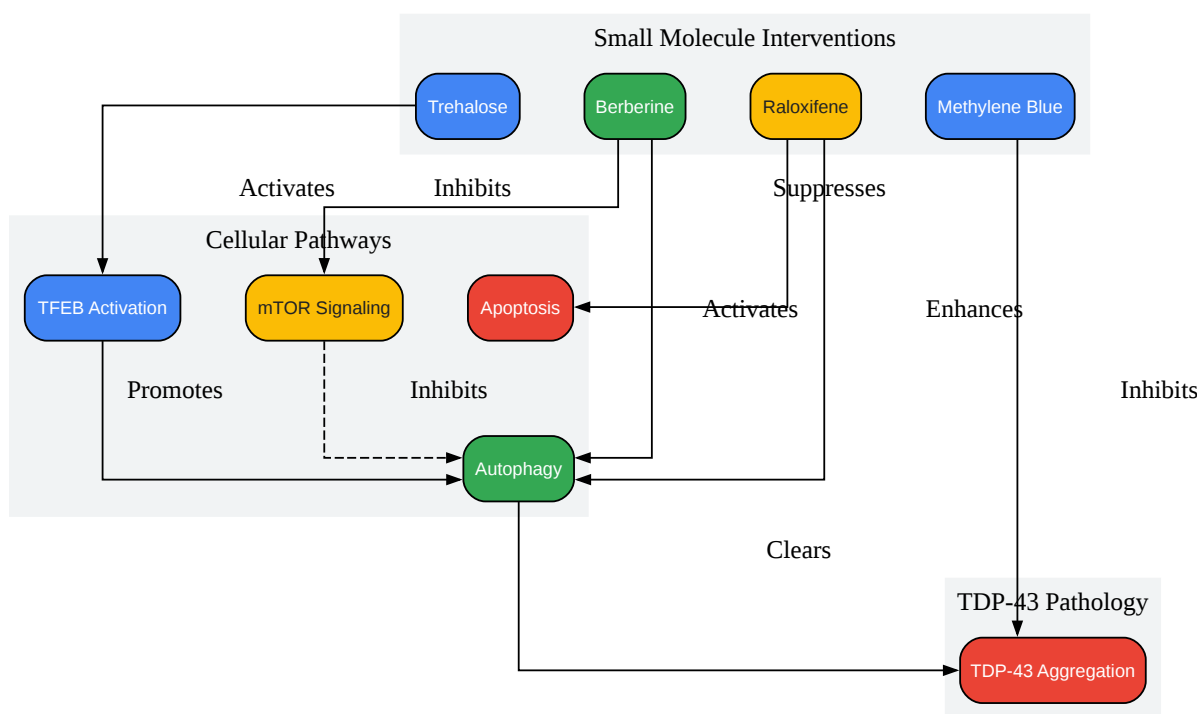 Small Molecule Interventions
Trehalose
Berberine
Raloxifene
Methylene Blue
Activates
Inhibits
Suppresses
Cellular Pathways
TFEB Activation
mTOR Signaling
Apoptosis
Activates
Enhances
Promotes
Inhibits
Inhibits
Autophagy
Clears
TDP-43 Pathology
TDP-43 Aggregation